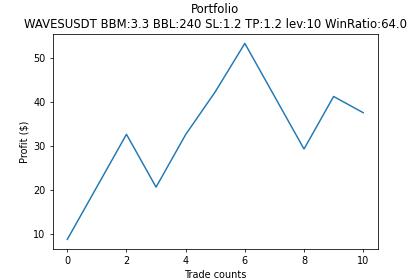 Portfolio
WAVESUSDT BBM:3.3 BBL:240 SL:1.2 TP:1.2 lev:10 WinRatio:64.0
Profit ($)
50
40
30
20
10
0 2 4 6 8 10
Trade counts